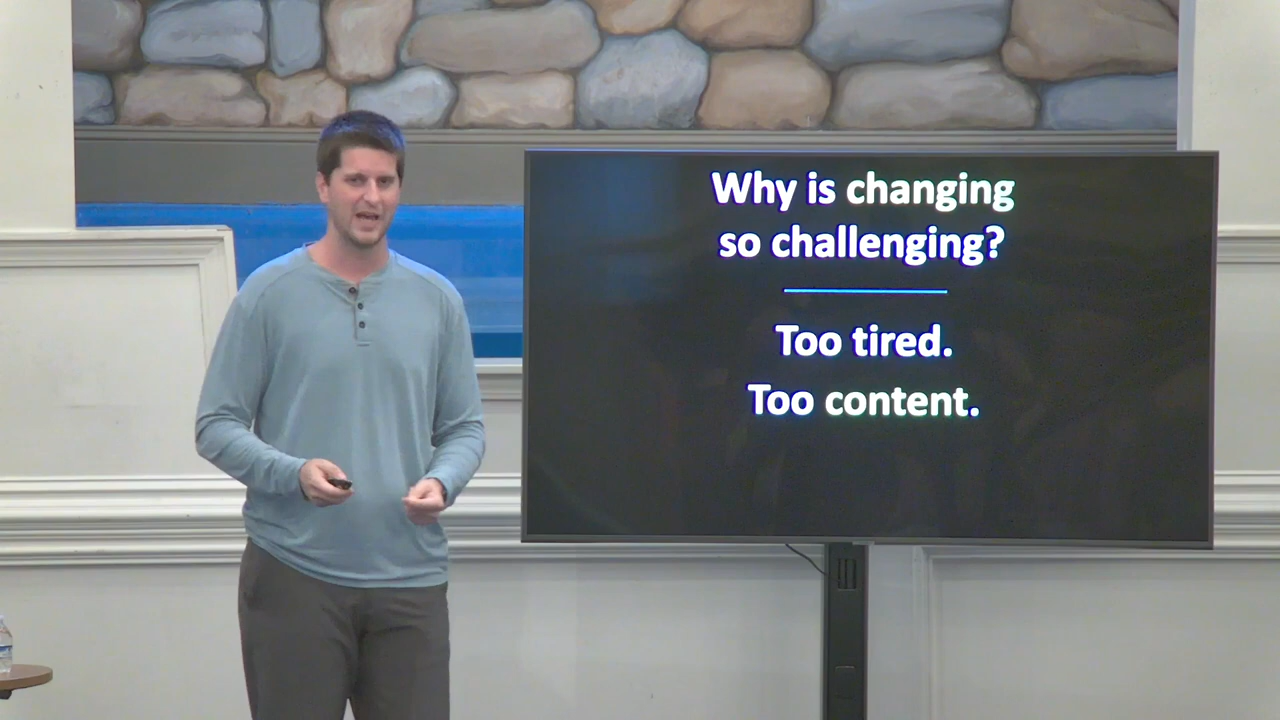 Why is changing
so challenging?
Too tired.
Too content.